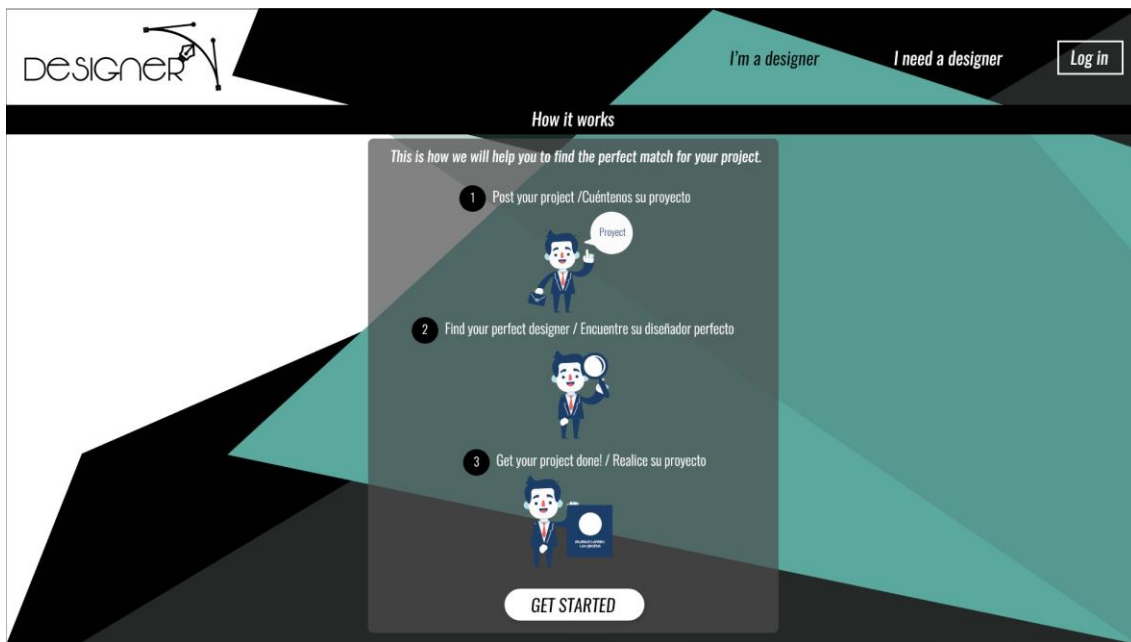 DESIGNER
I'm a designer
I need a designer
Log in
How it works
This is how we will help you to find the perfect match for your project.
1 Post your project /Cuéntenos su proyecto
Proyect
2 Find your perfect designer / Encuentre su diseñador perfecto
3 Get your project done! / Realice su proyecto
GET STARTED